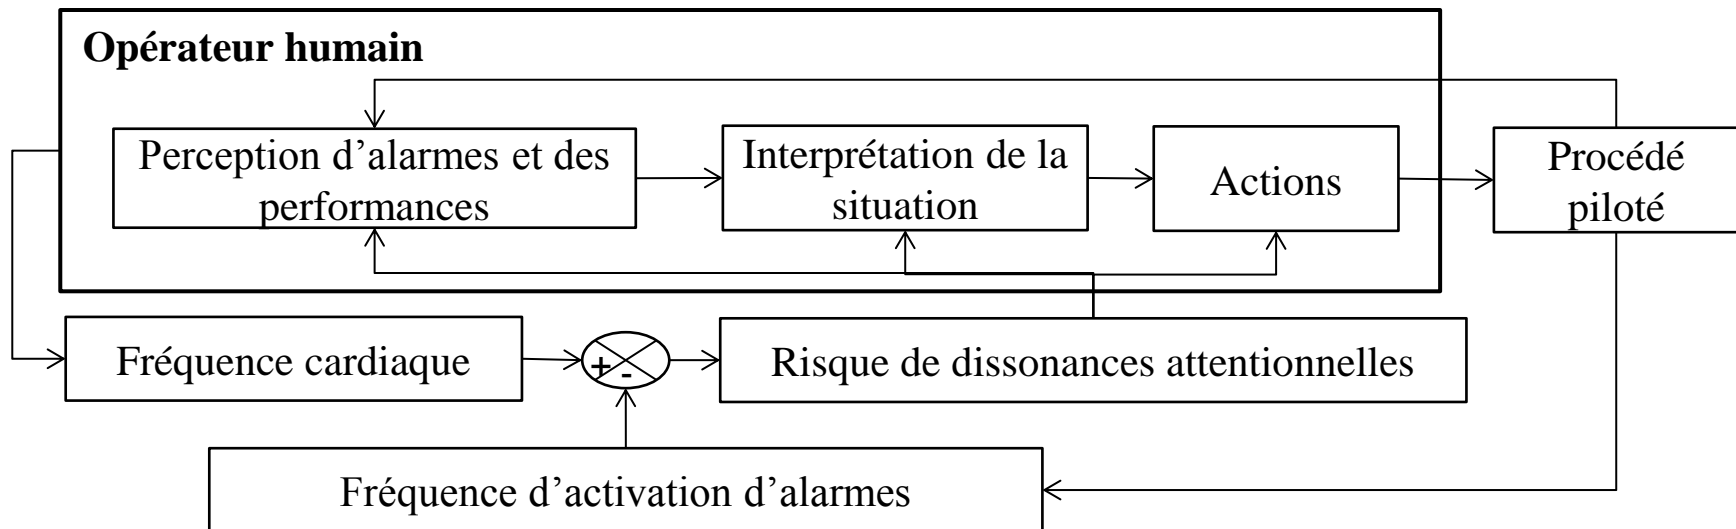 Opérateur humain
Perception d’alarmes et des
performances
Interprétation de la
situation
Actions
Procédé
piloté
Fréquence cardiaque
+
-
Risque de dissonances attentionnelles
Fréquence d’activation d’alarmes